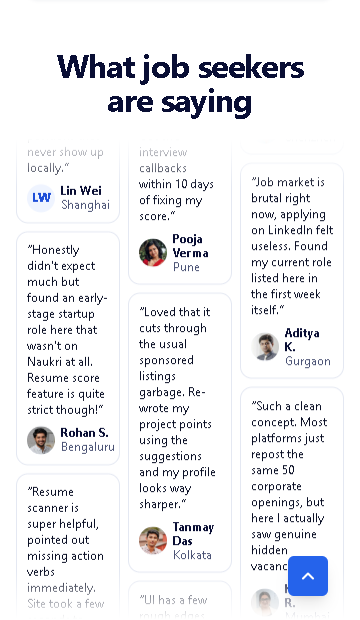 What job seekers
are saying
never show up
locally."
LW
Lin Wei
Shanghai
"Honestly
didn't expect
much but
found an early-
stage startup
role here that
wasn't on
Naukri at all.
Resume score
feature is quite
strict though!"
Rohan S.
Bengaluru
"Resume
scanner is
super helpful,
pointed out
missing action
verbs
immediately.
Site took a few
interview
callbacks
within 10 days
of fixing my
score."
Pooja
Verma
Pune
"Loved that it
cuts through
the usual
sponsored
listings
garbage. Re-
wrote my
project points
using the
suggestions
and my profile
looks way
sharper."
Tanmay
Das
Kolkata
"UI has a few
rough edges
"Job market is
brutal right
now, applying
on LinkedIn felt
useless. Found
my current role
listed here in
the first week
itself."
Aditya
K.
Gurgaon
"Such a clean
concept. Most
platforms just
repost the
same 50
corporate
openings, but
here I actually
saw genuine
hidden
R.
Mumbai